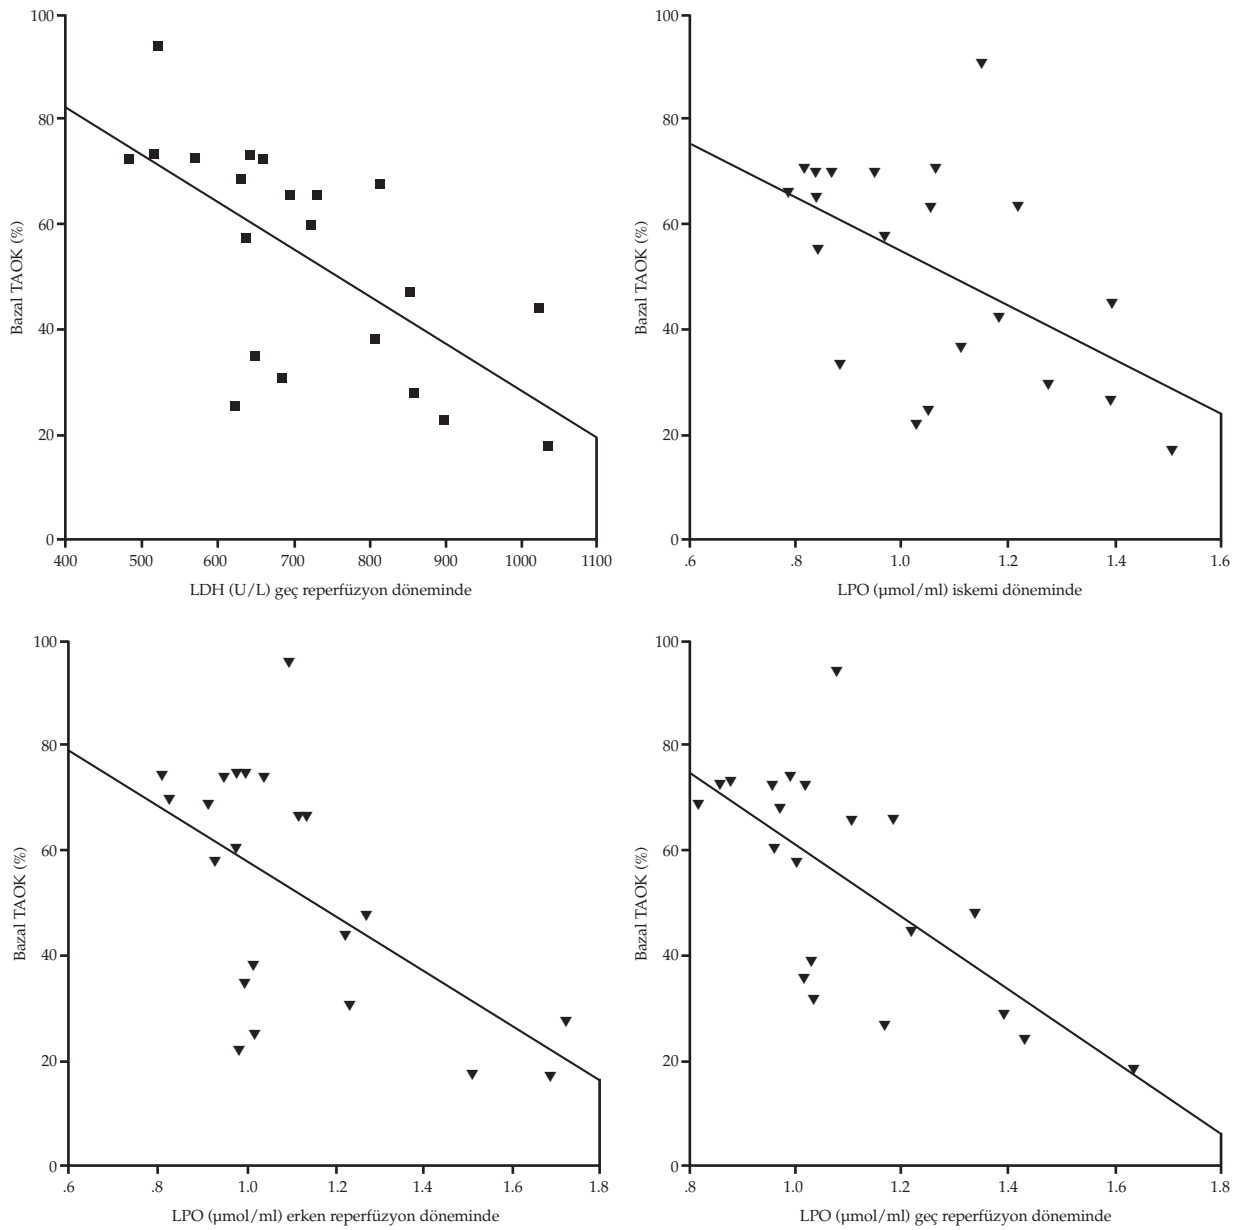 100
80
60
40
20
0
Bazal TAOK (%)
400 500 600 700 800 900 1000 1100
LDH (U/L) geç reperfüzyon döneminde
100
80
60
40
20
0
Bazal TAOK (%)
.6 .8 1.0 1.2 1.4 1.6
LPO (µmol/ml) iskemi döneminde
100
80
60
40
20
0
Bazal TAOK (%)
.6 .8 1.0 1.2 1.4 1.6 1.8
LPO (µmol/ml) erken reperfüzyon döneminde
100
80
60
40
20
0
Bazal TAOK (%)
.8 1.0 1.2 1.4 1.6 1.8
LPO (µmol/ml) geç reperfüzyon döneminde